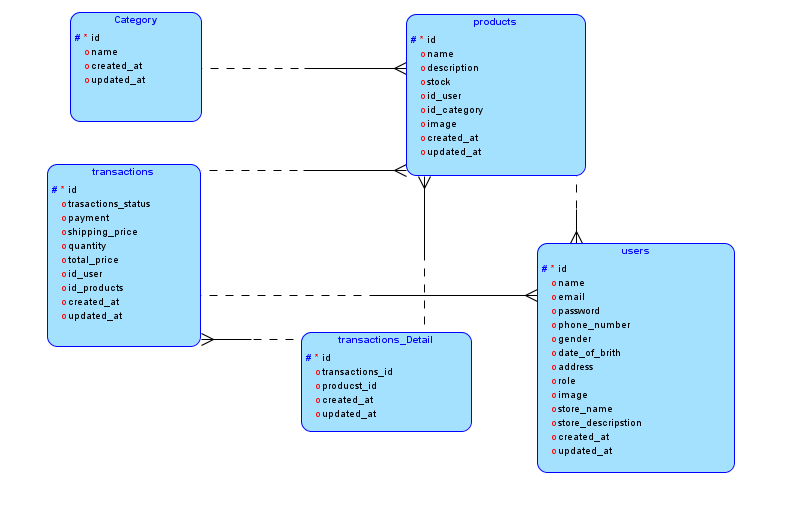 Category
# * id
o name
o created_at
o updated_at
products
# * id
o name
o description
o stock
o id_user
o id_category
o image
o created_at
o updated_at
transactions
# * id
o trasactions_status
o payment
o shipping_price
o quantity
o total_price
o id_user
o id_products
o created_at
o updated_at
users
# * id
o name
o email
o password
o phone_number
o gender
o date_of_brith
o address
o role
o image
o store_name
o store_descripstion
o created_at
o updated_at
transactions_Detail
# * id
o transactions_id
o producst_id
o created_at
o updated_at